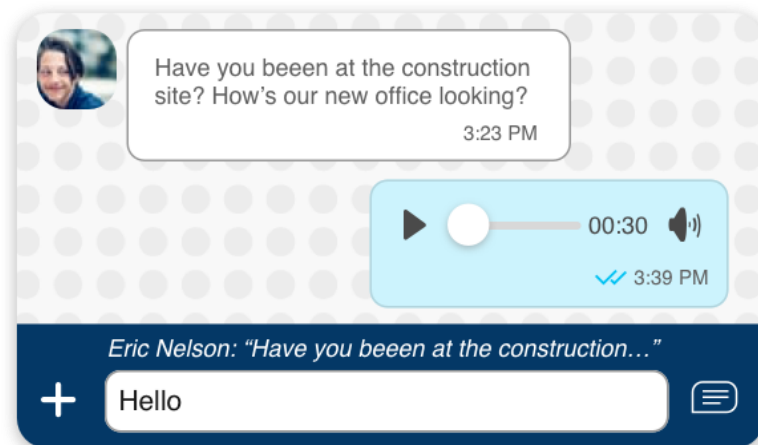 Have you beeen at the construction
site? How's our new office looking?
3:23 PM
00:30
3:39 PM
Eric Nelson: “Have you beeen at the construction…”
Hello